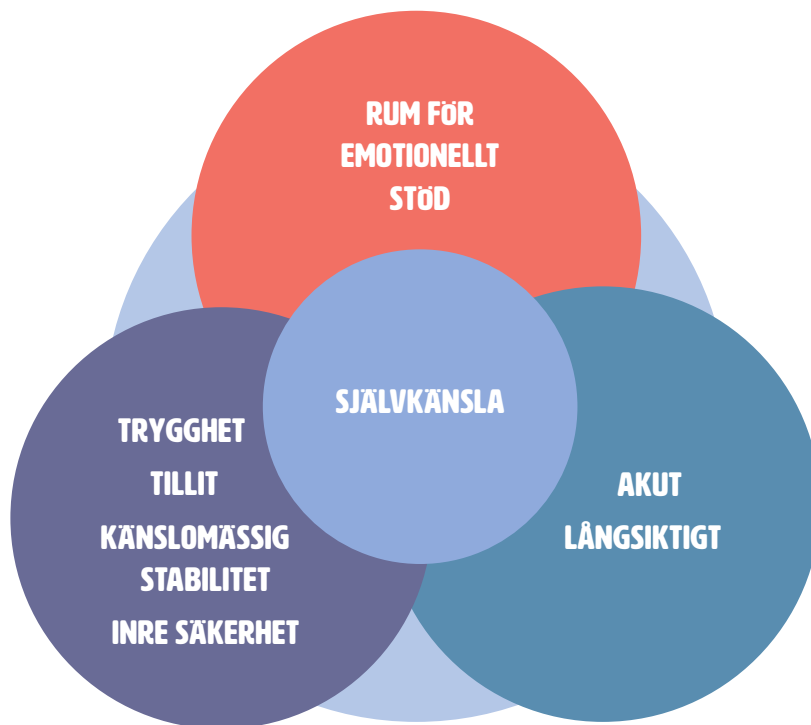 RUM FÖR
EMOTIONELLT
STÖD
SJÄLVKÄNSLA
TRYGGHET
TILLIT
KÄNSLOMÄSSIG
STABILITET
INRE SÄKERHET
AKUT
LÅNGSIKTIGT